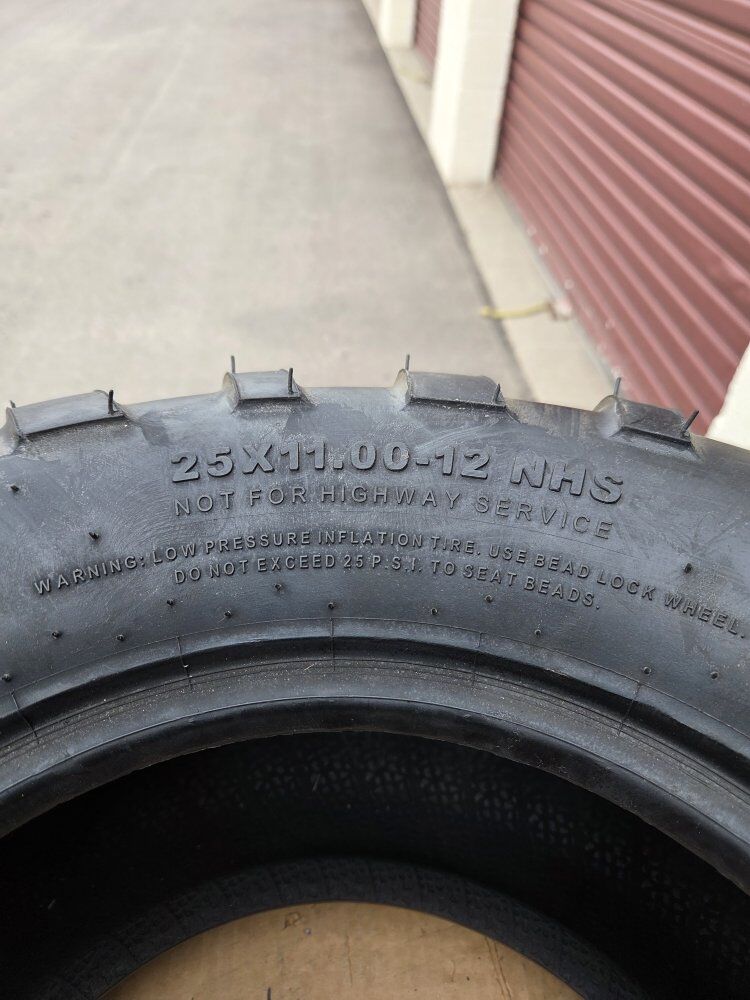 25X11.00-12 NHS
NOT FOR HIGHWAY SERVICE
WARNING: LOW PRESSURE INFLATION TIRE. USE BEAD LOCK WHEEL.
DO NOT EXCEED 25 P.S.I. TO SEAT BEADS.